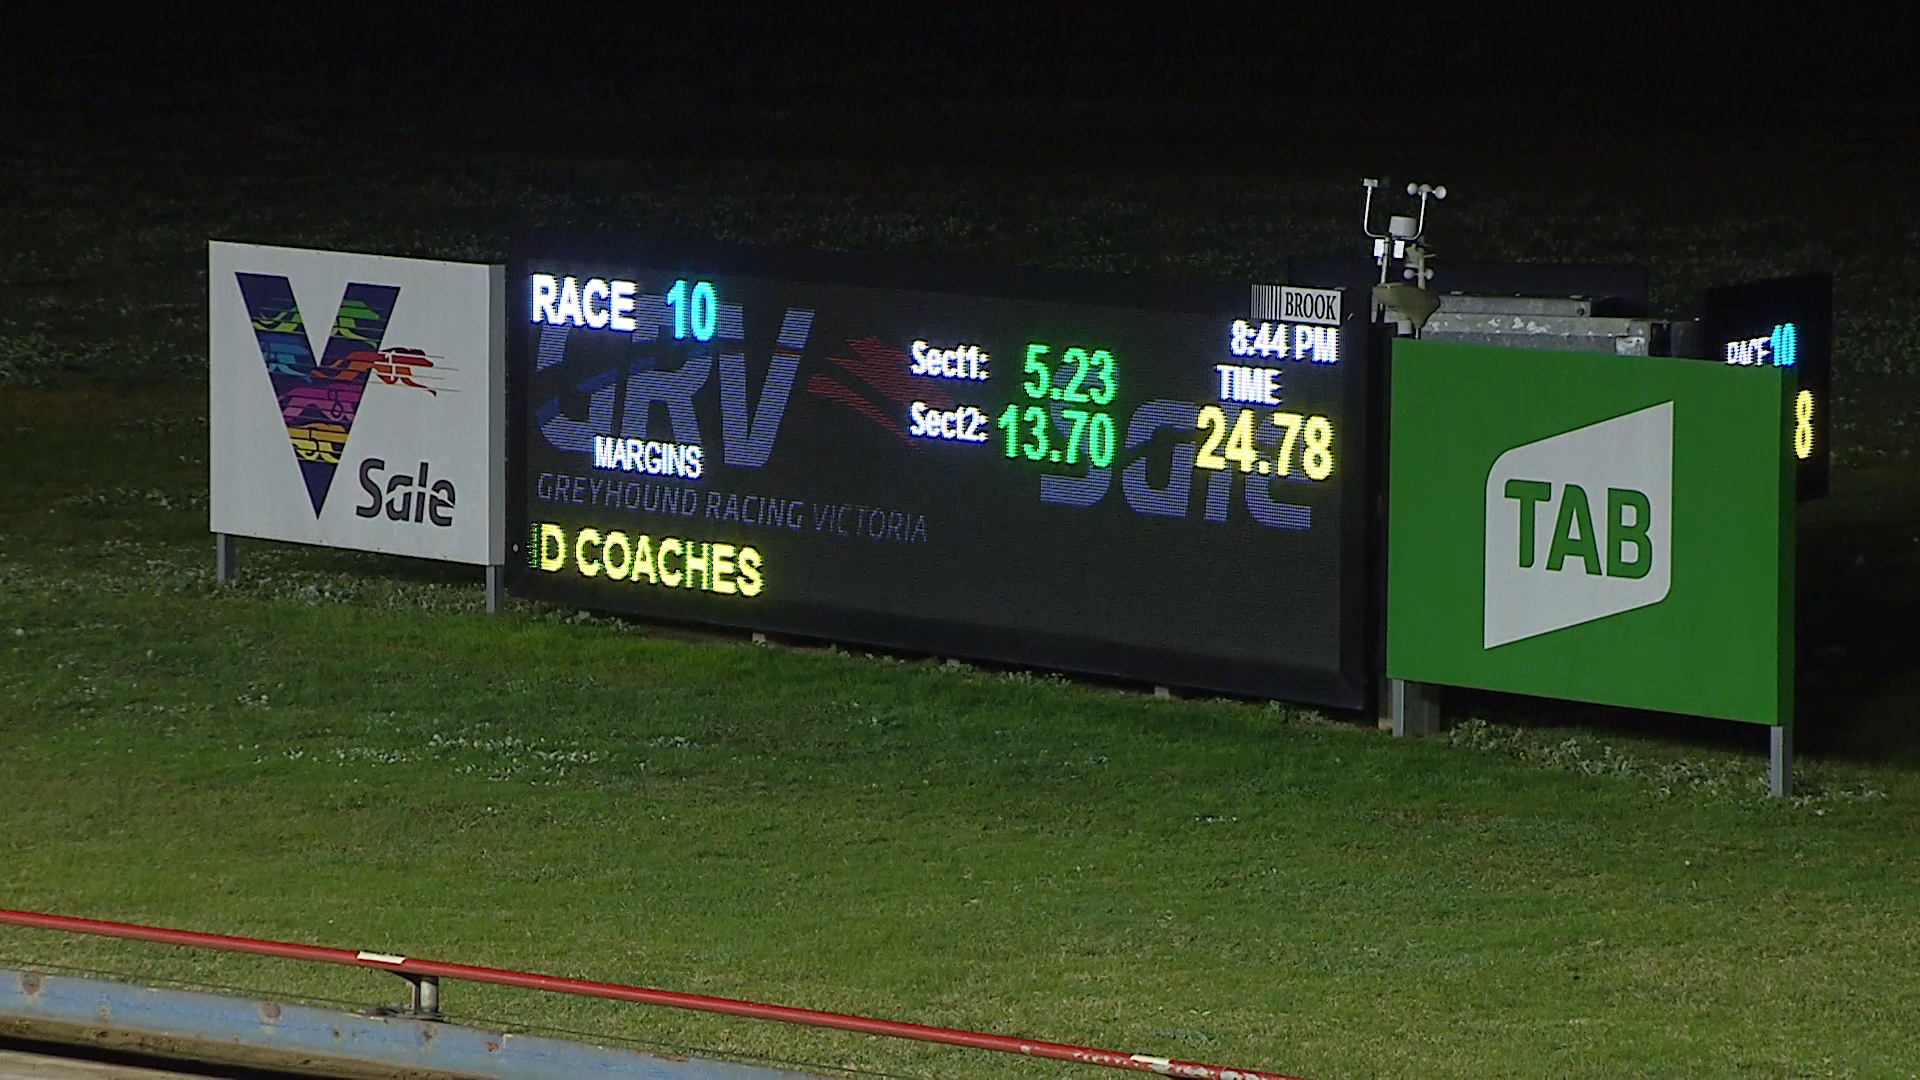 V
Sale
RACE 10
GRV
GREYHOUND RACING VICTORIA
MARGINS
D COACHES
Sect1: 5.23
Sect2: 13.70
Sale
BROOK
8:44 PM
TIME
24.78
TAB
RACE 10
8